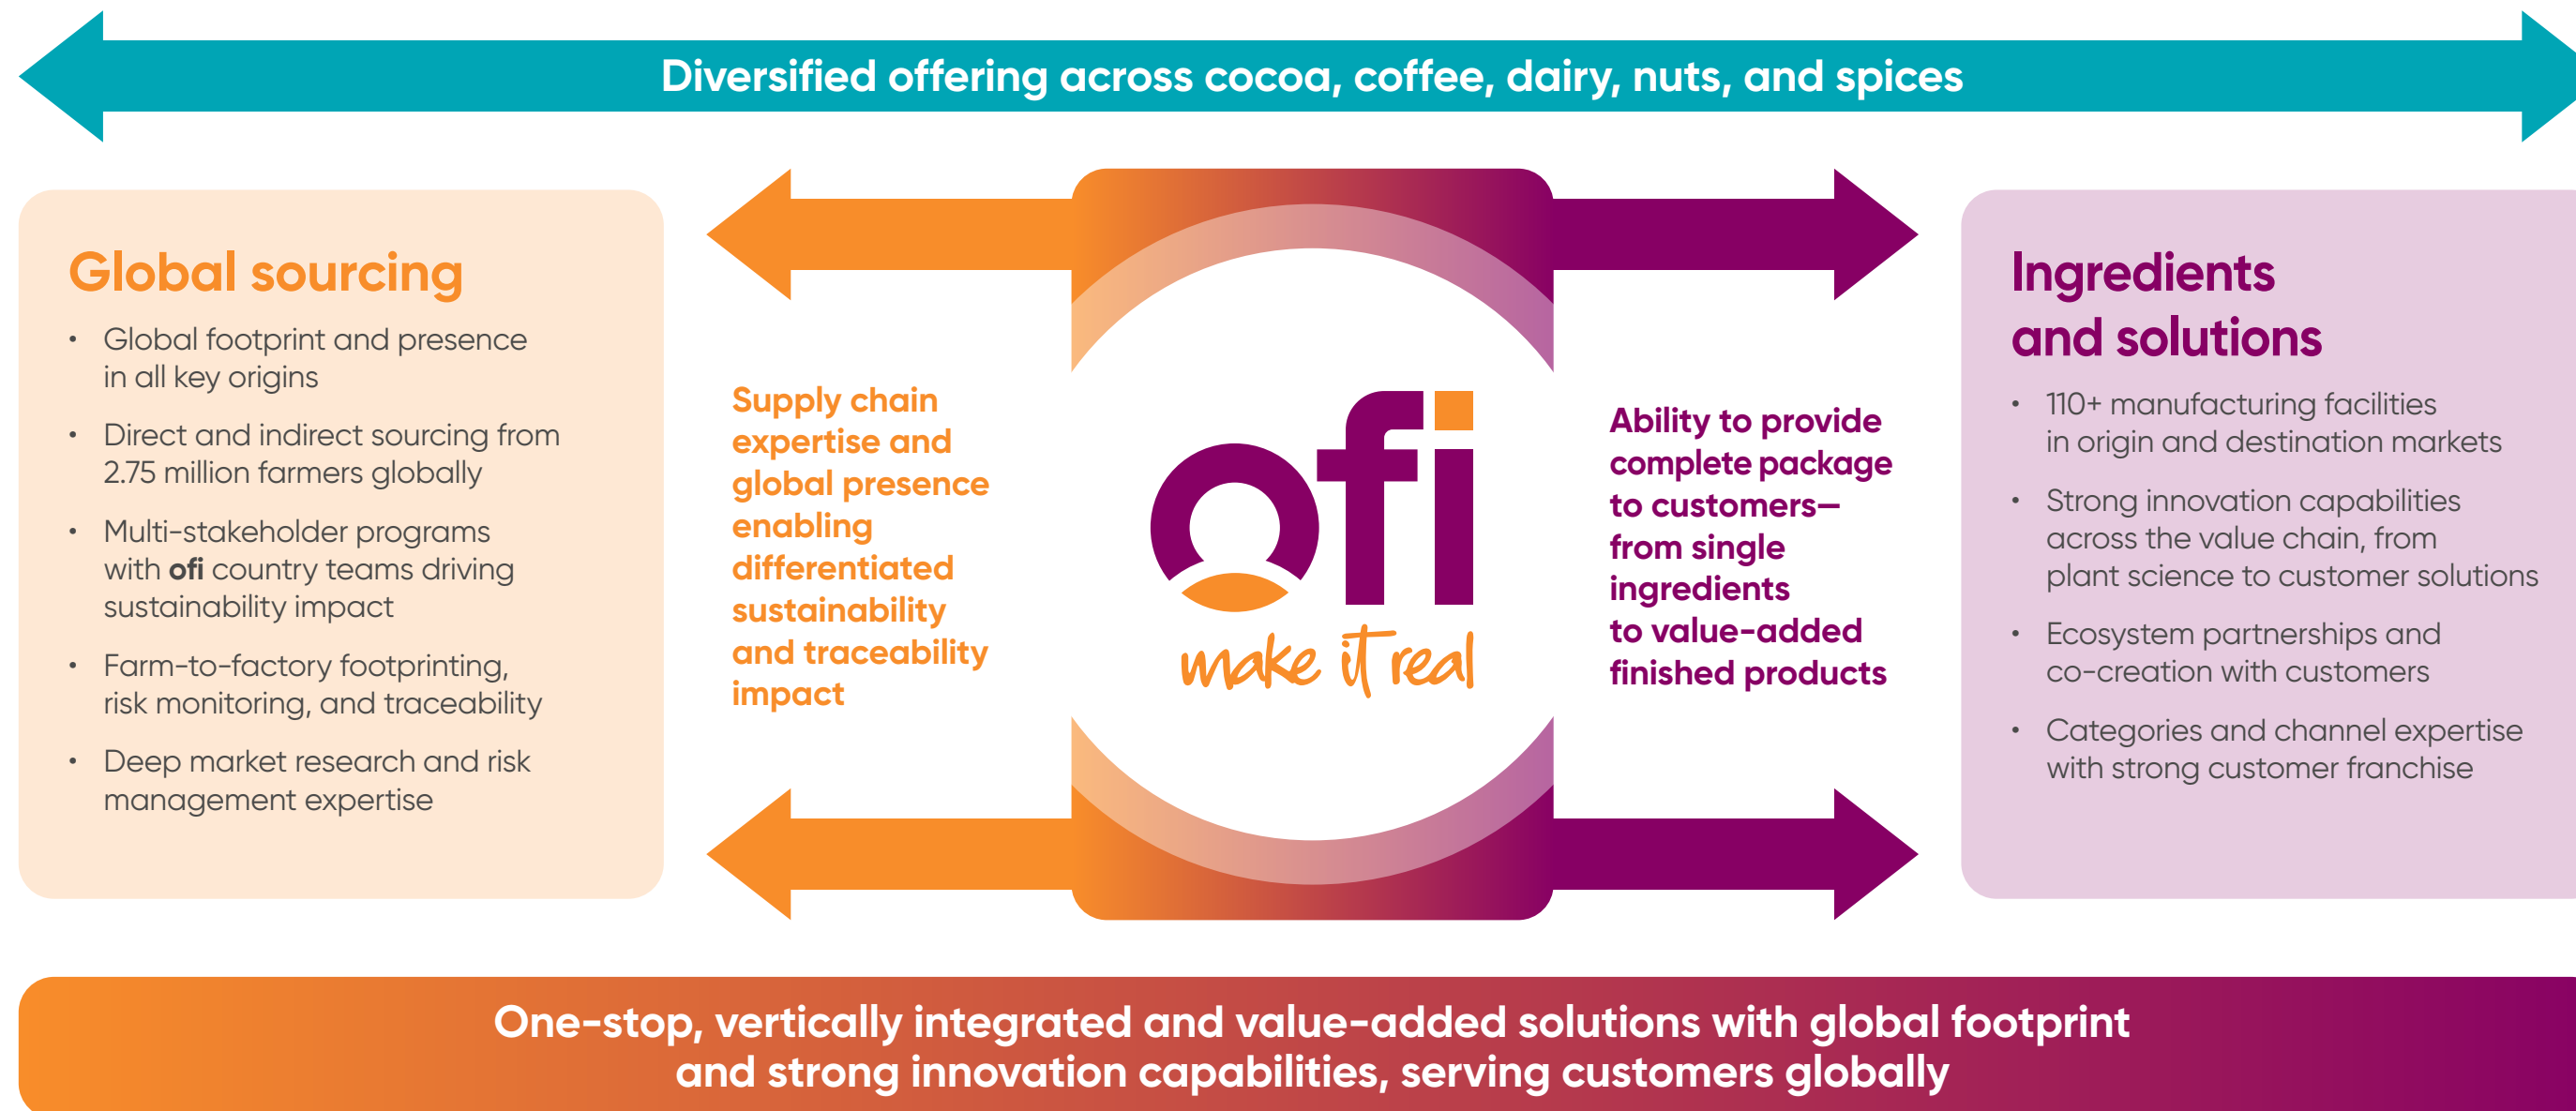 Diversified offering across cocoa, coffee, dairy, nuts, and spices
Global sourcing
• Global footprint and presence
in all key origins
• Direct and indirect sourcing from
2.75 million farmers globally
• Multi-stakeholder programs
with ofi country teams driving
sustainability impact
• Farm-to-factory footprinting,
risk monitoring, and traceability
• Deep market research and risk
management expertise
Supply chain
expertise and
global presence
enabling
differentiated
sustainability
and traceability
impact
ofi
make it real
Ability to provide
complete package
to customers—
from single
ingredients
to value-added
finished products
Ingredients
and solutions
• 110+ manufacturing facilities
in origin and destination markets
• Strong innovation capabilities
across the value chain, from
plant science to customer solutions
• Ecosystem partnerships and
co-creation with customers
• Categories and channel expertise
with strong customer franchise
One-stop, vertically integrated and value-added solutions with global footprint
and strong innovation capabilities, serving customers globally